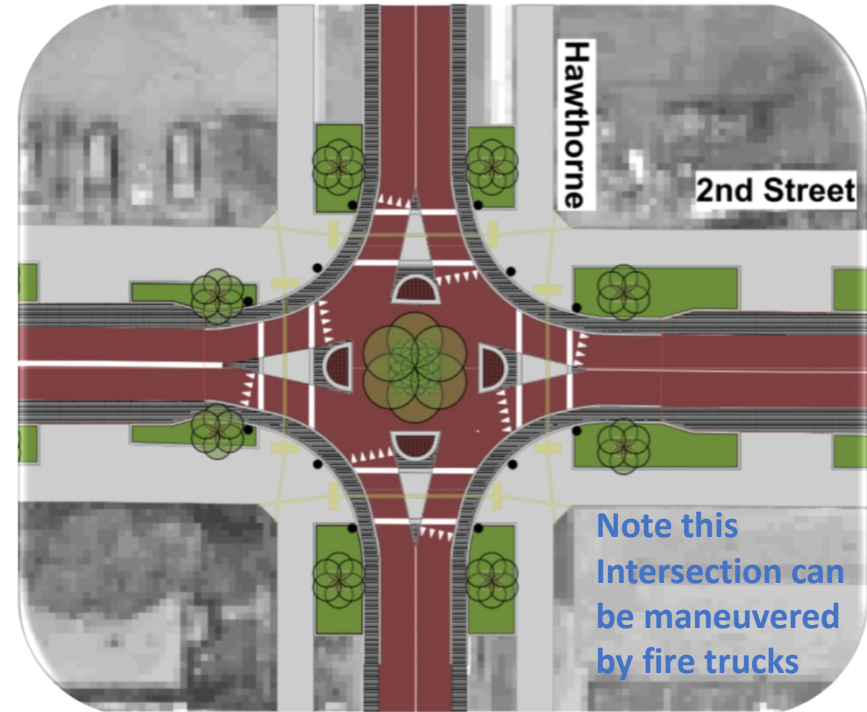 Hawthorne
2nd Street
Note this
Intersection can
be maneuvered
by fire trucks